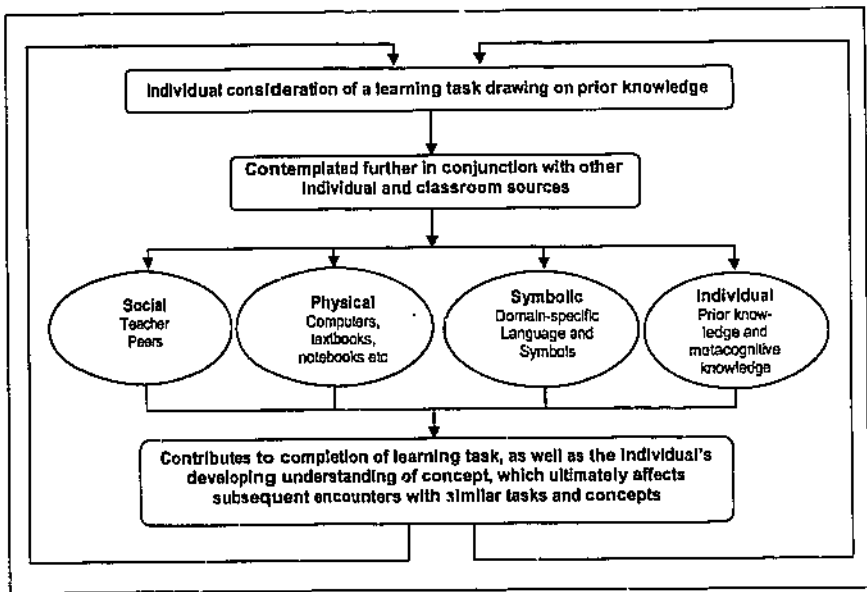 Individual consideration of a learning task drawing on prior knowledge
Contemplated further in conjunction with other
individual and classroom sources
Social
Teacher
Peers
Physical
Computers,
textbooks,
notebooks etc
Symbolic
Domain-specific
Language and
Symbols
Individual
Prior know-
ledge and
metacognitive
knowledge
Contributes to completion of learning task, as well as the individual's
developing understanding of concept, which ultimately affects
subsequent encounters with similar tasks and concepts